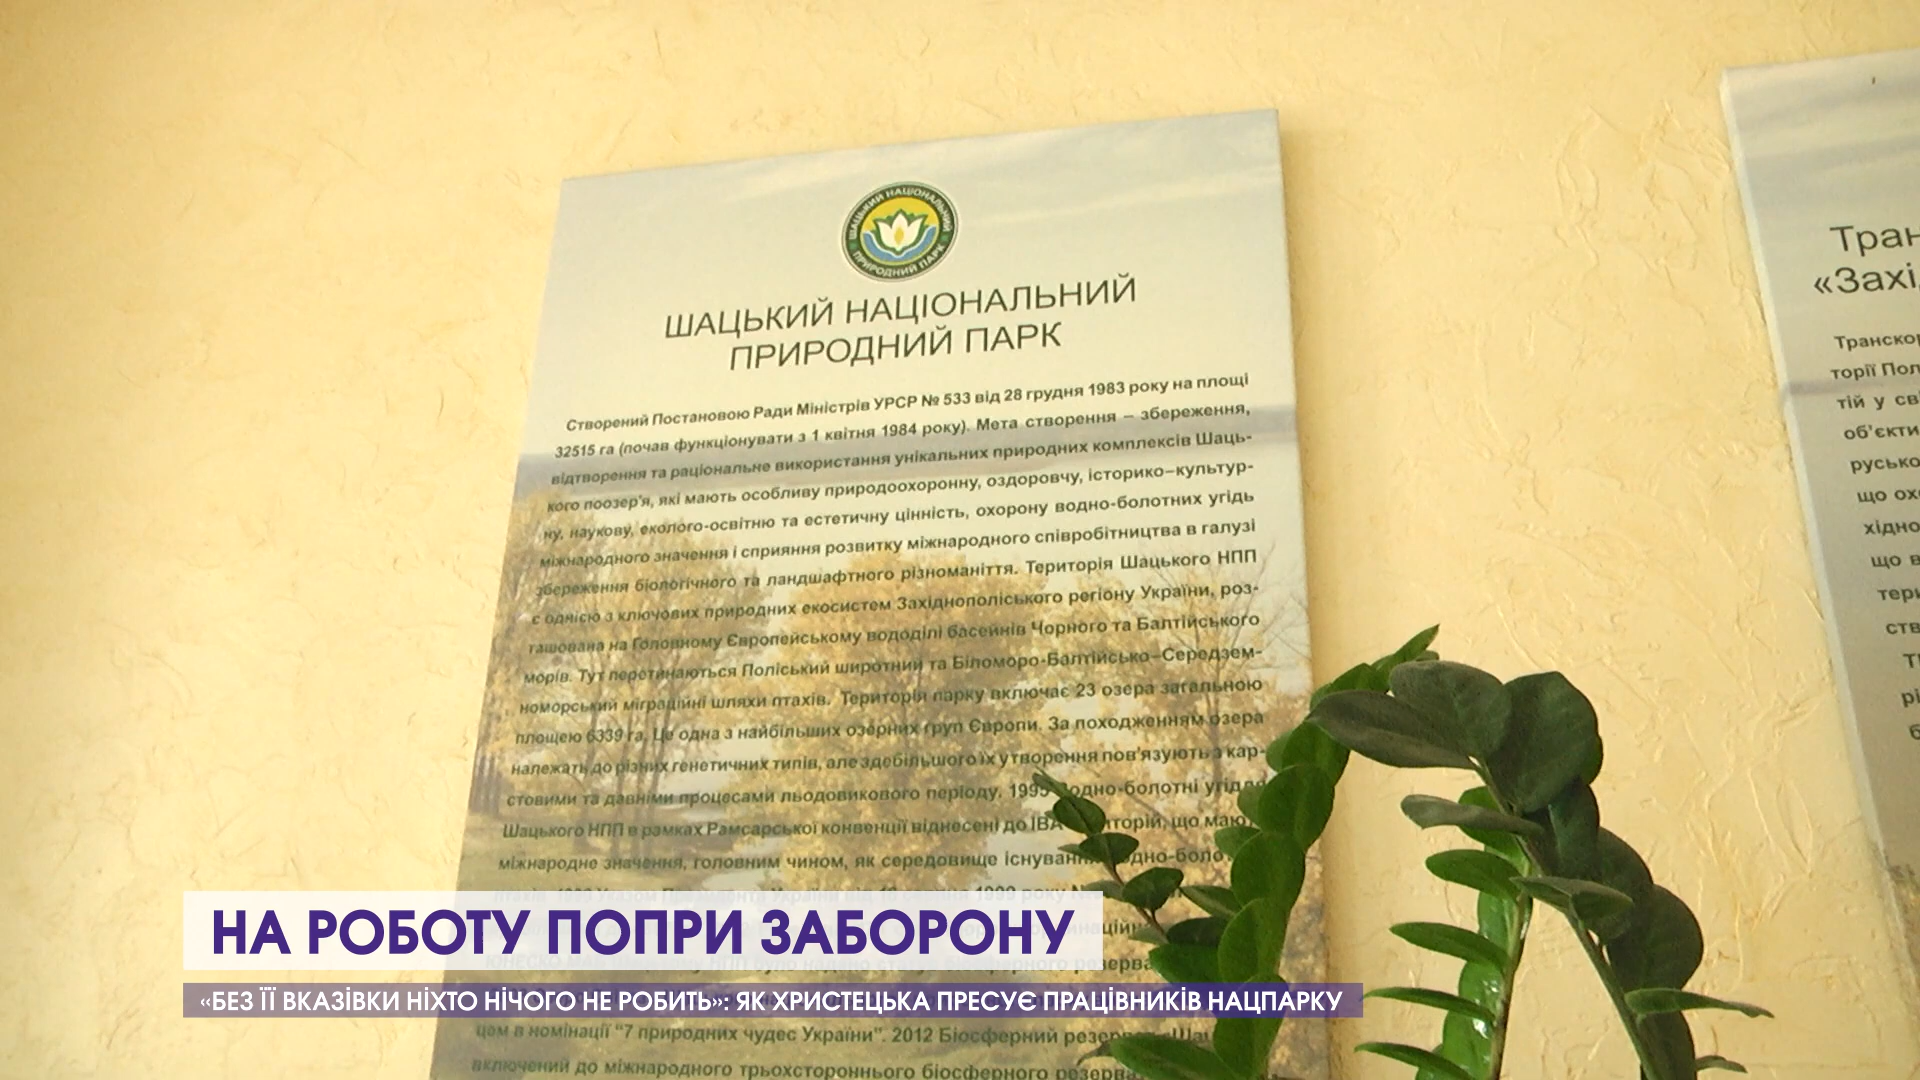 ШАЦЬКИЙ НАЦІОНАЛЬНИЙ
ПРИРОДНИЙ ПАРК
ШАЦЬКИЙ НАЦІОНАЛЬНИЙ
ПРИРОДНИЙ ПАРК
Створений Постановою Ради Міністрів УРСР № 533 від 28 грудня 1983 року на площі
32515 га (почав функціонувати з 1 квітня 1984 року). Мета створення – збереження,
відтворення та раціональне використання унікальних природних комплексів Шаць-
кого поозер'я, які мають особливу природоохоронну, оздоровчу, історико–культур-
ну, наукову, еколого-освітню та естетичну цінність, охорону водно-болотних угідь
міжнародного значення і сприяння розвитку міжнародного співробітництва в галузі
збереження біологічного та ландшафтного різноманіття. Територія Шацького НПП
є однією з ключових природних екосистем Західнополіського регіону України, роз-
ташована на Головному Європейському вододілі басейнів Чорного та Балтійського
морів. Тут перетинаються Поліський широтний та Біломоро-Балтійсько–Середзем-
номорський міграційні шляхи птахів. Територія парку включає 23 озера загальною
площею 6339 га. Це одна з найбільших озерних груп Європи. За походженням озера
належать до різних генетичних типів, але здебільшого їх утворення пов'язують з кар-
стовими та давніми процесами льодовикового періоду. 1995 водно-болотні угіддя
Шацького НПП в рамках Рамсарської конвенції віднесені до IBA що мають
міжнародне значення, головним чином, як середовище існування
цем в номінації "7 природних чудес України". 2012 Біосферний
включений до міжнародного трьохстороннього біосферного
Тран
«Захі
Транско
торії Пол
тій у св
об'єкти
русько
що ох
хідно
що в
тери
ств
НА РОБОТУ ПОПРИ ЗАБОРОНУ
«БЕЗ ЇЇ ВКАЗІВКИ НІХТО НІЧОГО НЕ РОБИТЬ»: ЯК ХРИСТЕЦЬКА ПРЕСУЄ ПРАЦІВНИКІВ НАЦПАРКУ